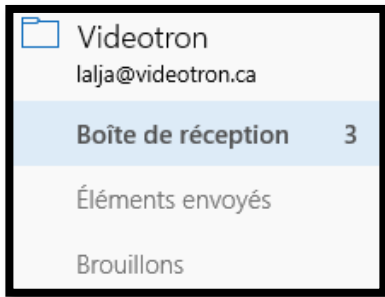 Videotron
lalja@videotron.ca
Boîte de réception 3
Éléments envoyés
Brouillons